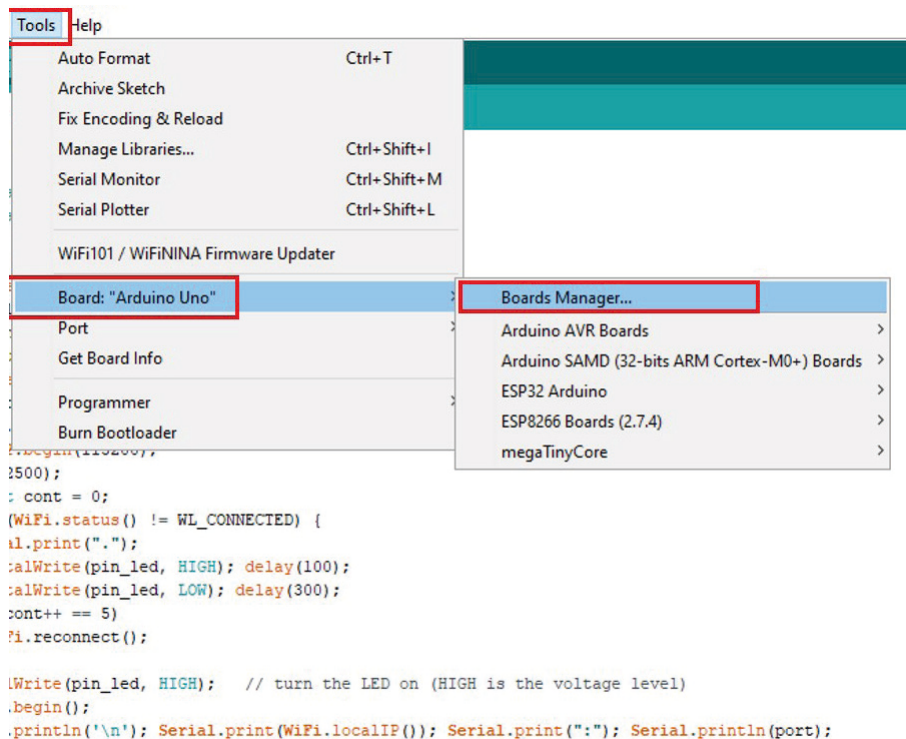 Tools Help
Auto Format Ctrl+T
Archive Sketch
Fix Encoding & Reload
Manage Libraries... Ctrl+Shift+I
Serial Monitor Ctrl+Shift+M
Serial Plotter Ctrl+Shift+L
WiFi101 / WiFiNINA Firmware Updater
Board: "Arduino Uno"
Port
Get Board Info
Programmer
Burn Bootloader
Boards Manager...
Arduino AVR Boards
Arduino SAMD (32-bits ARM Cortex-M0+) Boards
ESP32 Arduino
ESP8266 Boards (2.7.4)
megaTinyCore
2500);
cont = 0;
(WiFi.status() != WL_CONNECTED) {
al.print(".");
talWrite(pin_led, HIGH); delay(100);
talWrite(pin_led, LOW); delay(300);
cont++ == 5)
Fi.reconnect();
lWrite(pin_led, HIGH); // turn the LED on (HIGH is the voltage level)
.begin();
.println('\n'); Serial.print(WiFi.localIP()); Serial.print(":"); Serial.println(port);